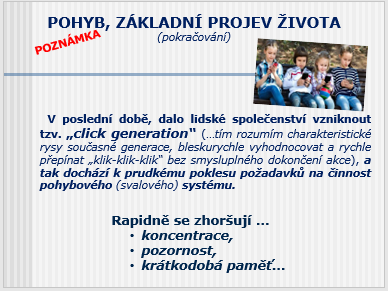 POHYB, ZÁKLADNÍ PROJEV ŽIVOTA
(pokračování)
POZNÁMKA
V poslední době, dalo lidské společenství vzniknout
tzv. „click generation“ (…tím rozumím charakteristické
rysy současné generace, bleskurychle vyhodnocovat a rychle
přepínat „klik-klik-klik“ bez smysluplného dokončení akce), a
tak dochází k prudkému poklesu požadavků na činnost
pohybového (svalového) systému.
Rapidně se zhoršují …
• koncentrace,
• pozornost,
• krátkodobá paměť…